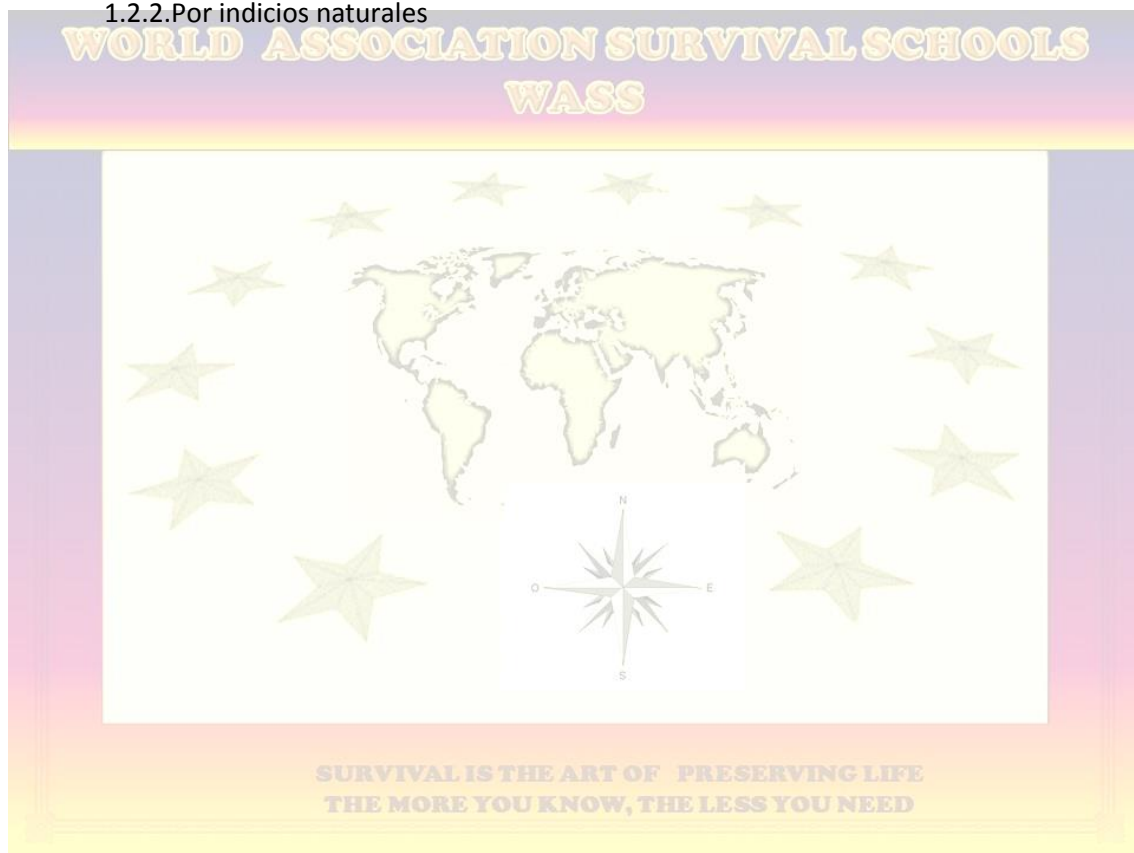 1.2.2.Por indicios naturales
WORLD ASSOCIATION SURVIVAL SCHOOLS
WASS
N
O E
S
SURVIVAL IS THE ART OF PRESERVING LIFE
THE MORE YOU KNOW, THE LESS YOU NEED